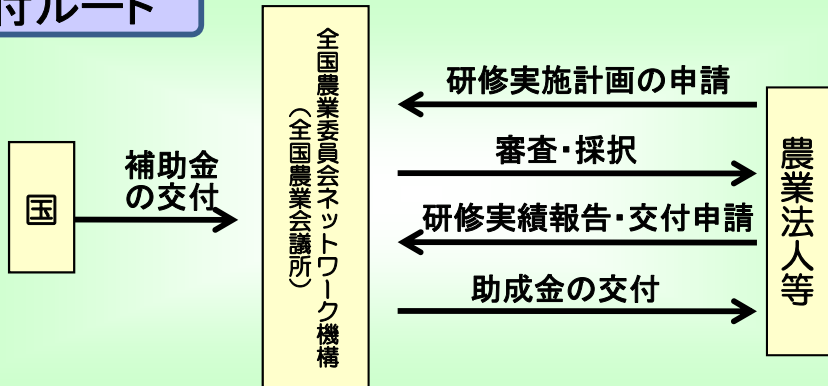 付ルート
国
補助金
の交付
全国農業委員会ネットワーク機構
（全国農業会議所）
研修実施計画の申請
審査・採択
研修実績報告・交付申請
助成金の交付
農業法人等